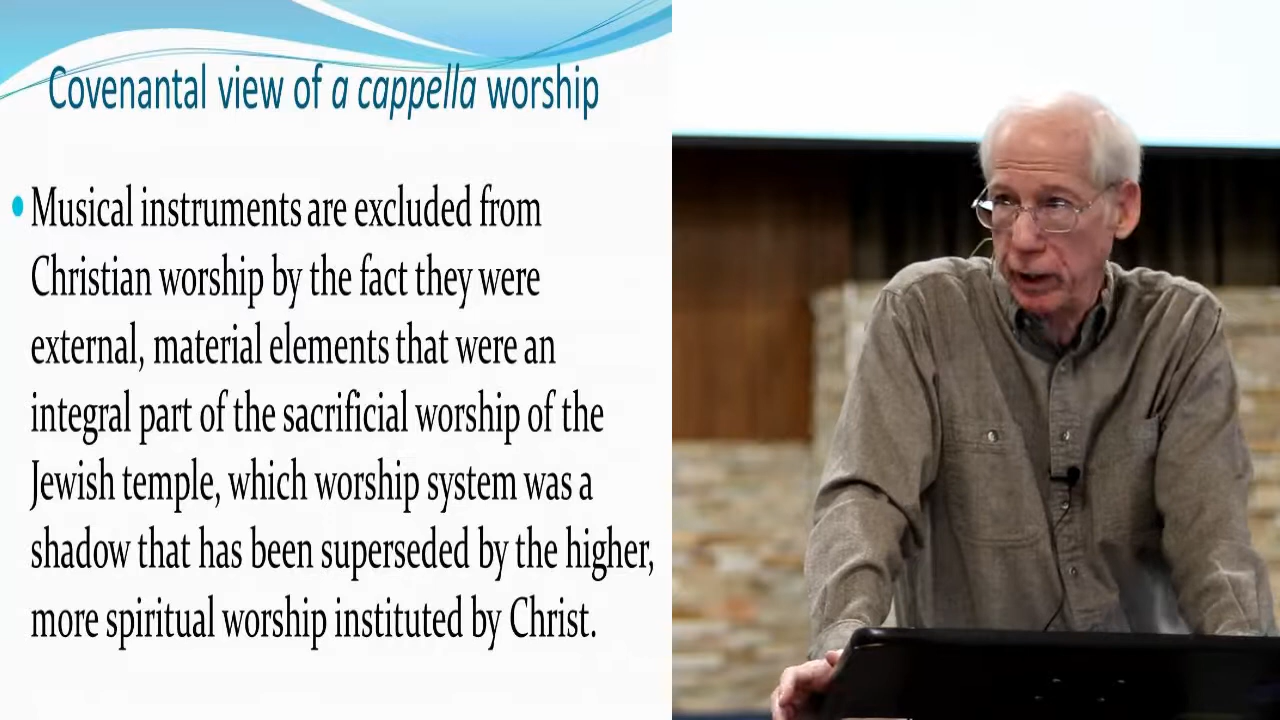 Covenantal view of a cappella worship
• Musical instruments are excluded from
Christian worship by the fact they were
external, material elements that were an
integral part of the sacrificial worship of the
Jewish temple, which worship system was a
shadow that has been superseded by the higher,
more spiritual worship instituted by Christ.